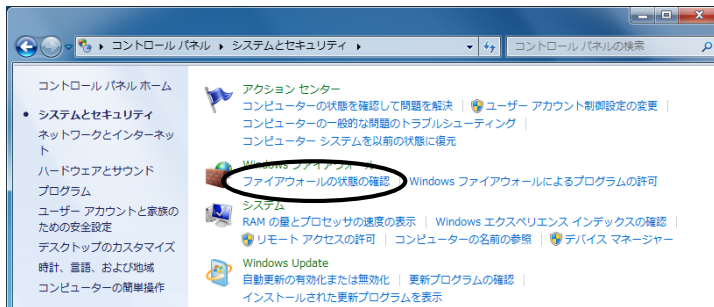 コントロール パネル ▸ システムとセキュリティ ▸
コントロール パネルの検索
コントロール パネル ホーム
システムとセキュリティ
ネットワークとインターネッ
ト
ハードウェアとサウンド
プログラム
ユーザー アカウントと家族の
ための安全設定
デスクトップのカスタマイズ
時計、言語、および地域
コンピューターの簡単操作
アクション センター
コンピューターの状態を確認して問題を解決 | ユーザー アカウント制御設定の変更 |
コンピューターの一般的な問題のトラブルシューティング |
コンピューター システムを以前の状態に復元
Windows ファイアウォール
ファイアウォールの状態の確認 Windows ファイアウォールによるプログラムの許可
システム
RAM の量とプロセッサの速度の表示 | Windows エクスペリエンス インデックスの確認 |
リモート アクセスの許可 | コンピューターの名前の参照 | デバイス マネージャー
Windows Update
自動更新の有効化または無効化 | 更新プログラムの確認 |
インストールされた更新プログラムを表示